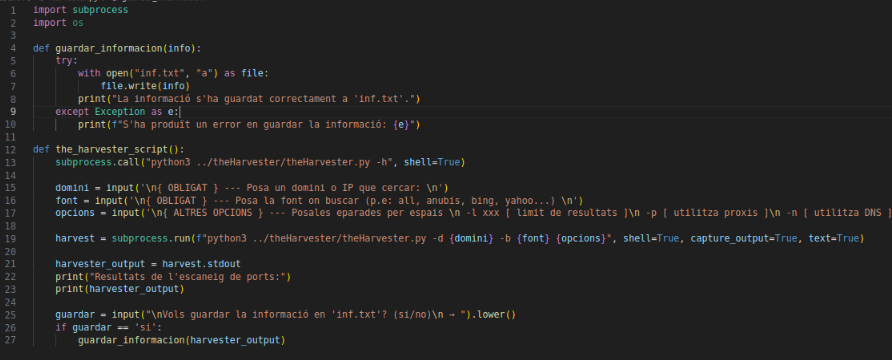 1 import subprocess
2 import os
3
4 def guardar_informacion(info):
5 try:
6 with open("inf.txt", "a") as file:
7 file.write(info)
8 print("La informació s'ha guardat correctament a 'inf.txt'.")
9 except Exception as e:
10 print(f"S'ha produït un error en guardar la informació: {e}")
11
12 def the_harvester_script():
13 subprocess.call("python3 ../theHarvester/theHarvester.py -h", shell=True)
14
15 domini = input('\n{ OBLIGAT } --- Posa un domini o IP que cercar: \n')
16 font = input('\n{ OBLIGAT } --- Posa la font on buscar (p.e: all, anubis, bing, yahoo...) \n')
17 opcions = input('\n{ ALTRES OPCIONS } --- Posales eparades per espais \n -l xxx [ limit de resultats ]\n -p [ utilitza proxis ]\n -n [ utilitza DNS ]
18
19 harvest = subprocess.run(f"python3 ../theHarvester/theHarvester.py -d {domini} -b {font} {opcions}", shell=True, capture_output=True, text=True)
20
21 harvester_output = harvest.stdout
22 print("Resultats de l'escaneig de ports:")
23 print(harvester_output)
24
25 guardar = input("\nVols guardar la informació en 'inf.txt'? (si/no)\n → ").lower()
26 if guardar == 'si':
27 guardar_informacion(harvester_output)